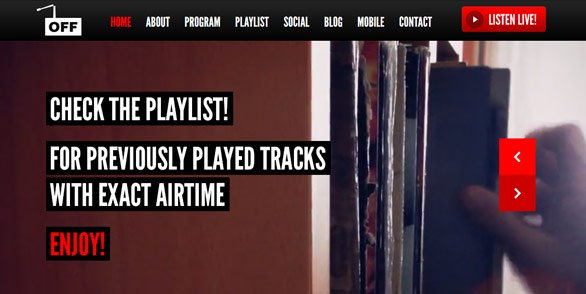 OFF
HOME ABOUT PROGRAM PLAYLIST SOCIAL BLOG MOBILE CONTACT LISTEN LIVE!
CHECK THE PLAYLIST!
FOR PREVIOUSLY PLAYED TRACKS
WITH EXACT AIRTIME
ENJOY!